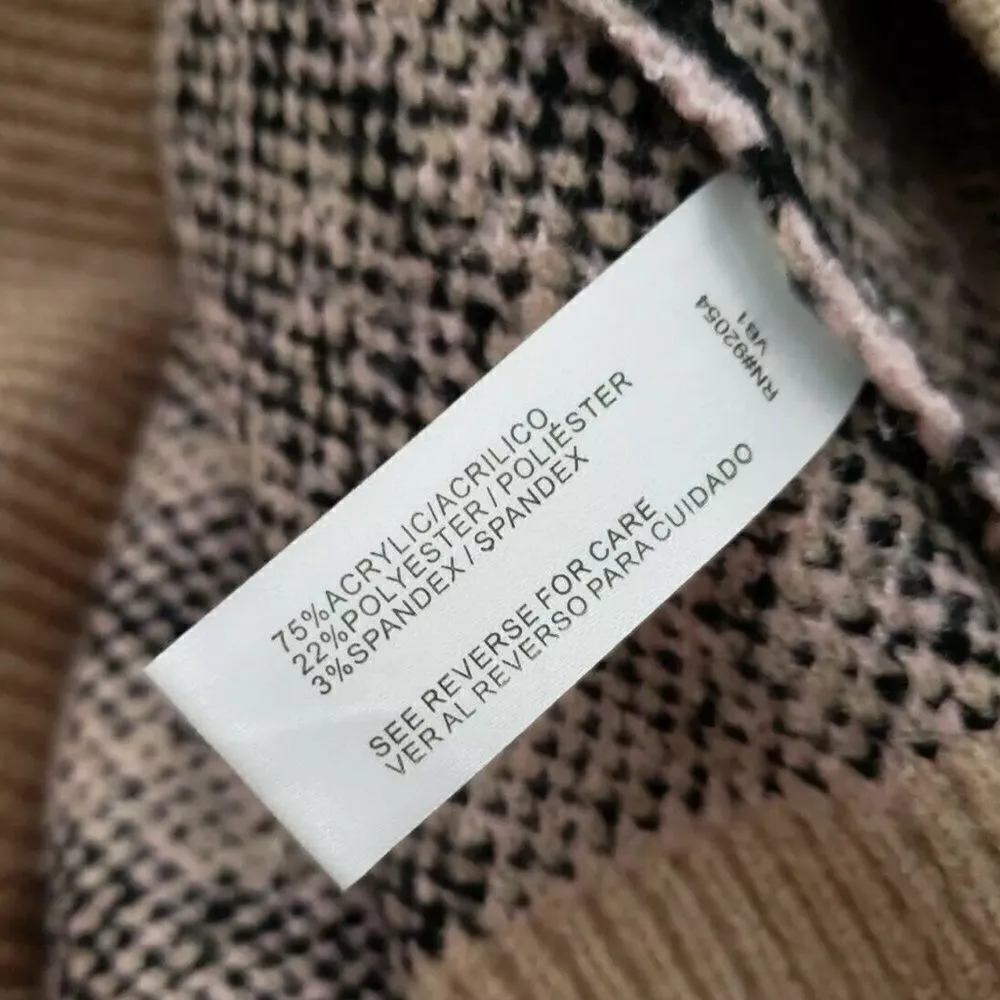 RN#92054
VB1
75%ACRYLIC/ACRILICO
22%POLYESTER/POLIÉSTER
3%SPANDEX/SPANDEX
SEE REVERSE FOR CARE
VER AL REVERSO PARA CUIDADO